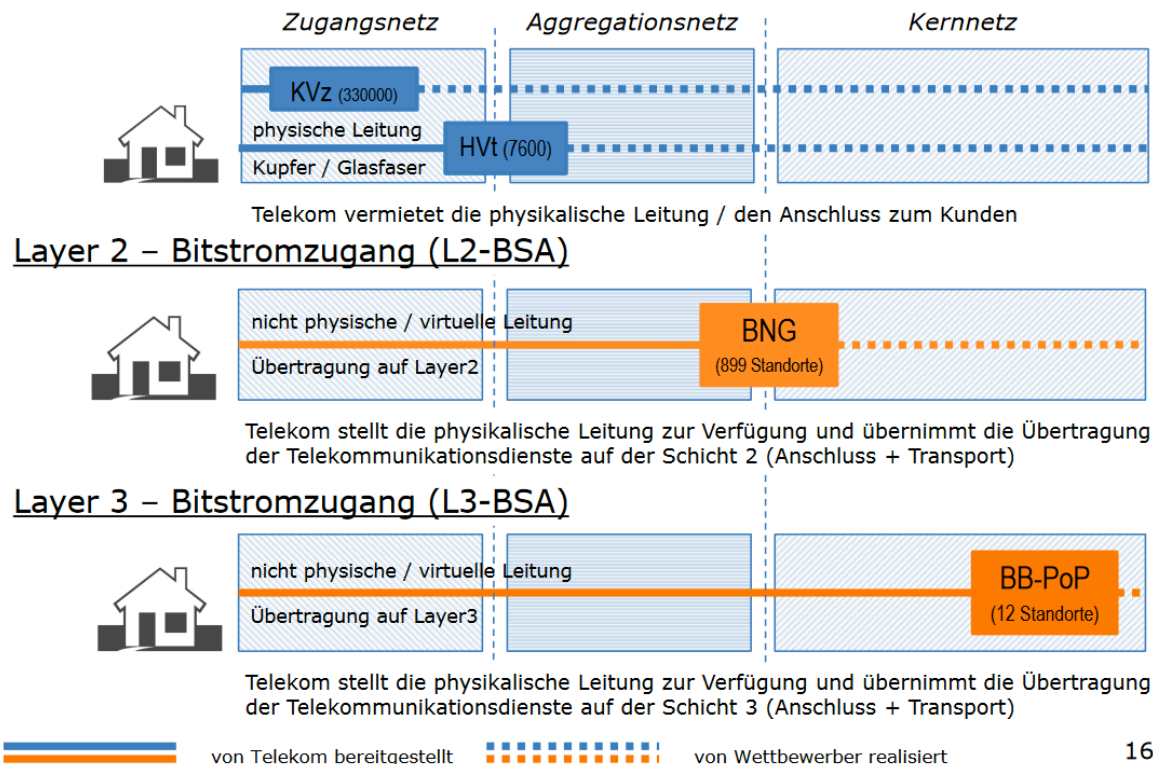 Zugangsnetz Aggregationsnetz Kernnetz
KVz (330000)
physische Leitung
HVt (7600)
Kupfer / Glasfaser
Telekom vermietet die physikalische Leitung / den Anschluss zum Kunden
Layer 2 – Bitstromzugang (L2-BSA)
nicht physische / virtuelle Leitung
BNG
(899 Standorte)
Übertragung auf Layer2
Telekom stellt die physikalische Leitung zur Verfügung und übernimmt die Übertragung
der Telekommunikationsdienste auf der Schicht 2 (Anschluss + Transport)
Layer 3 – Bitstromzugang (L3-BSA)
nicht physische / virtuelle Leitung
BB-PoP
(12 Standorte)
Übertragung auf Layer3
Telekom stellt die physikalische Leitung zur Verfügung und übernimmt die Übertragung
der Telekommunikationsdienste auf der Schicht 3 (Anschluss + Transport)
von Telekom bereitgestellt von Wettbewerber realisiert
16